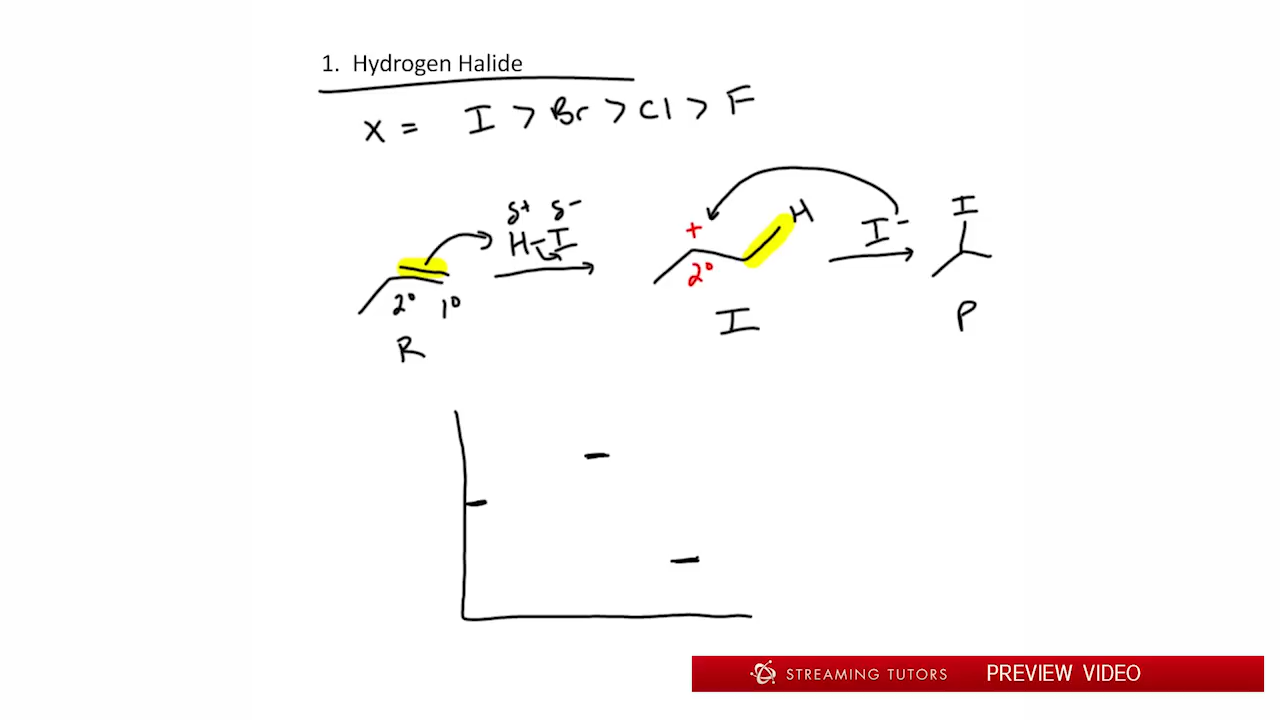 1. Hydrogen Halide
X = I > Br > Cl > F
δ+ δ-
H-I
2° 1°
R
+
H
2°
I
I-
I
P
STREAMING TUTORS PREVIEW VIDEO